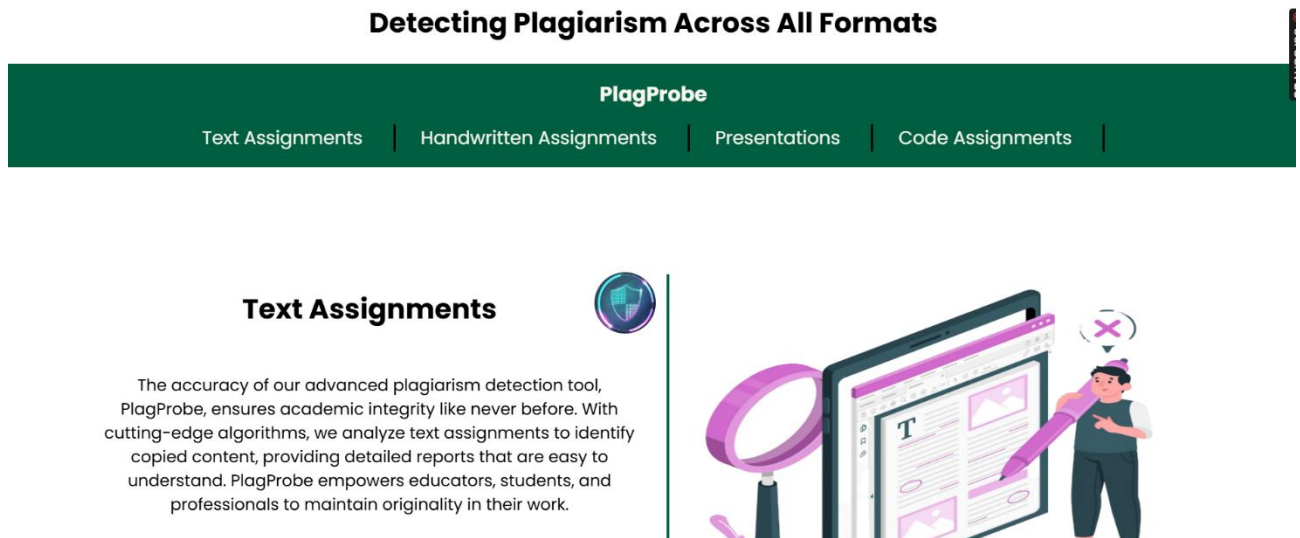 Detecting Plagiarism Across All Formats
PlagProbe
Text Assignments
Handwritten Assignments
Presentations
Code Assignments
Text Assignments
The accuracy of our advanced plagiarism detection tool,
PlagProbe, ensures academic integrity like never before. With
cutting-edge algorithms, we analyze text assignments to identify
copied content, providing detailed reports that are easy to
understand. PlagProbe empowers educators, students, and
professionals to maintain originality in their work.
T